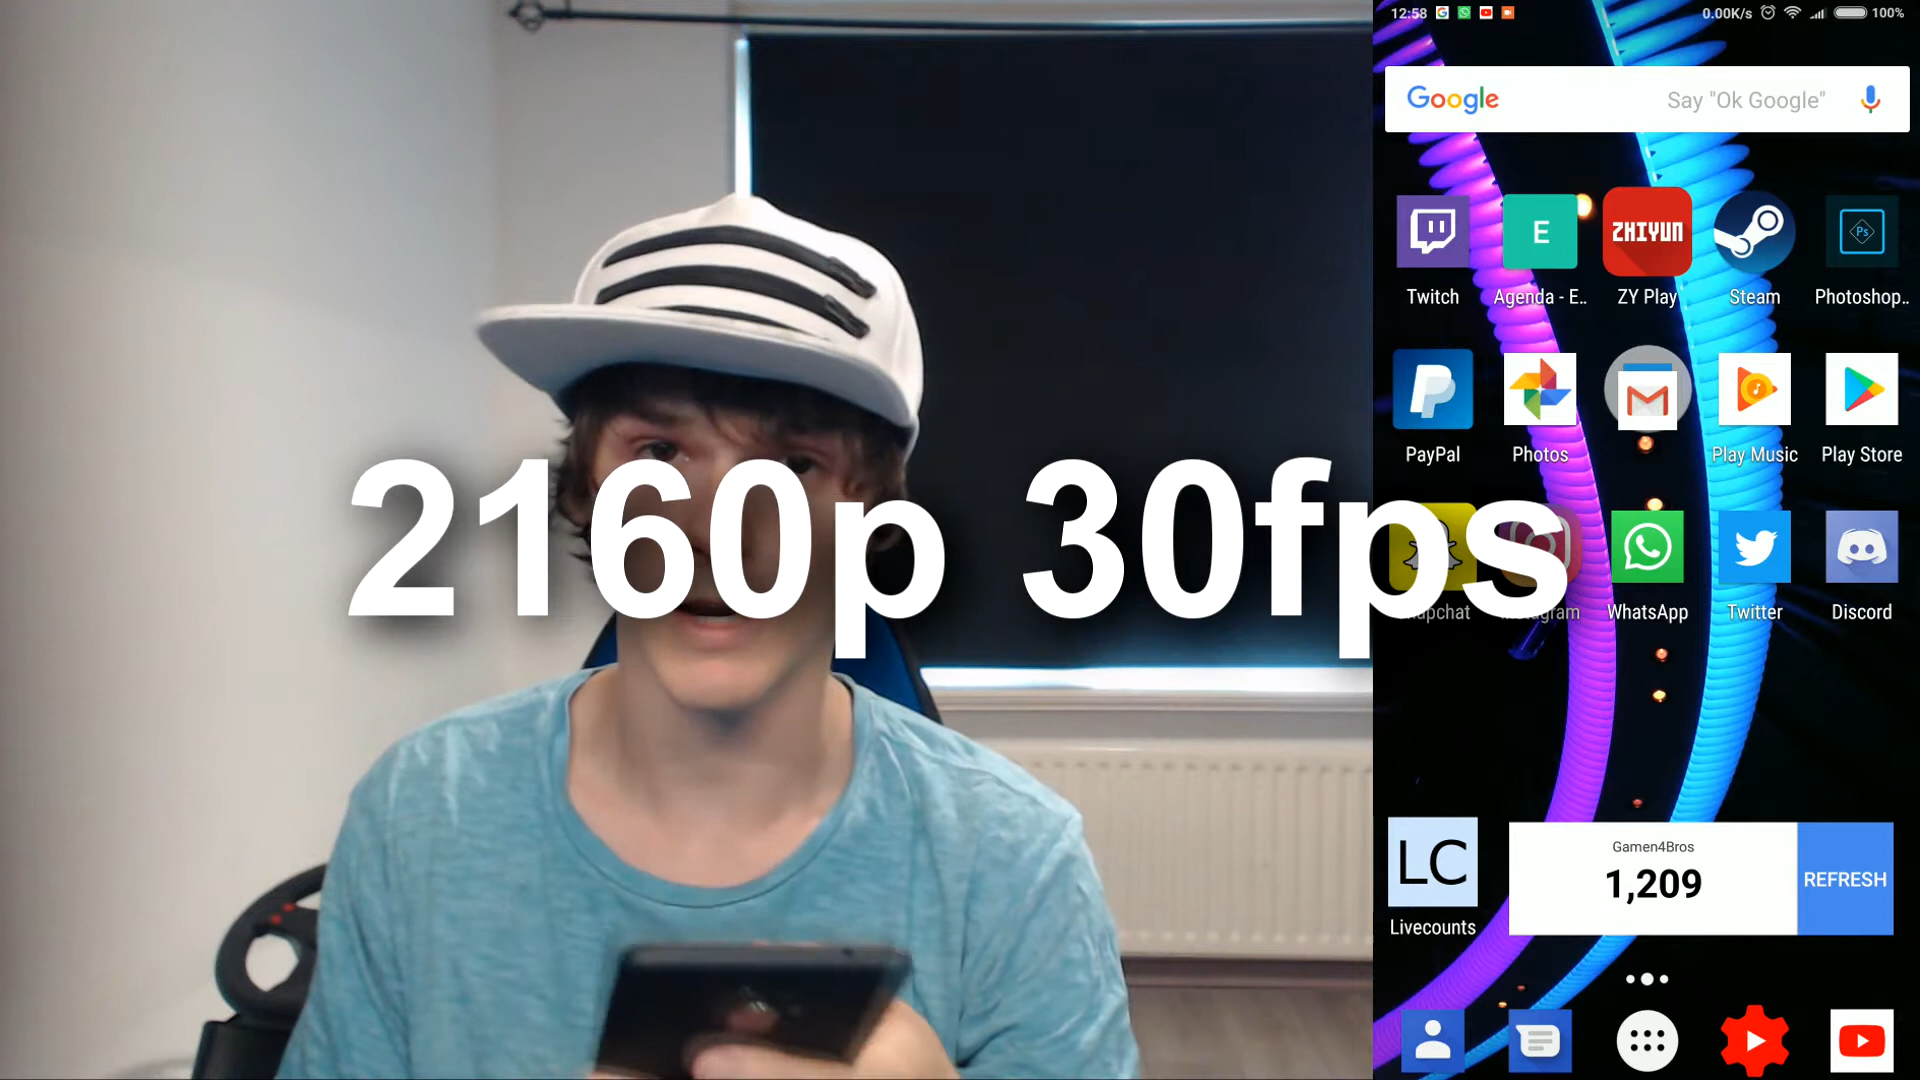 12:58 0.00K/s 100%
Google Say "Ok Google"
E ZHIYUN Ps
Twitch Agenda - E.. ZY Play Steam Photoshop..
PayPal Photos Play Music Play Store
2160p 30fps
WhatsApp Twitter Discord
LC
Livecounts
Gamen4Bros
1,209
REFRESH